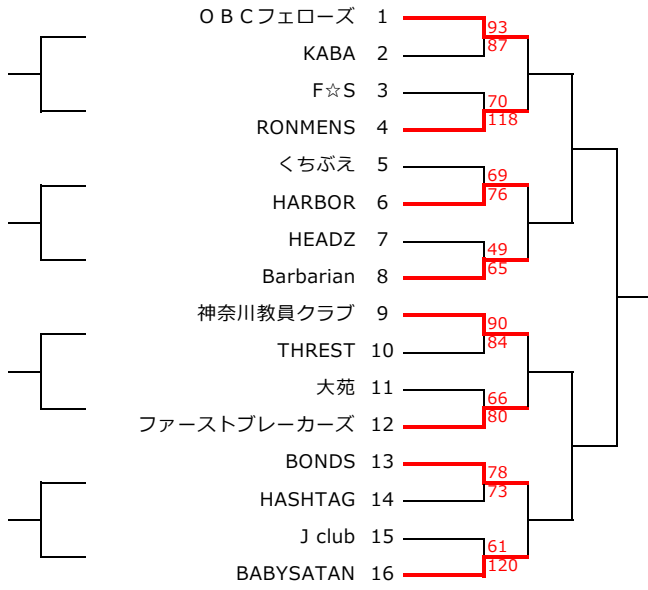 ＯＢＣフェローズ 1
93
KABA 2
87
F☆S 3
70
RONMENS 4
118
くちぶえ 5
69
HARBOR 6
76
HEADZ 7
49
Barbarian 8
65
神奈川教員クラブ 9
90
THREST 10
84
大苑 11
66
ファーストブレーカーズ 12
80
BONDS 13
78
HASHTAG 14
73
J club 15
61
BABYSATAN 16
120